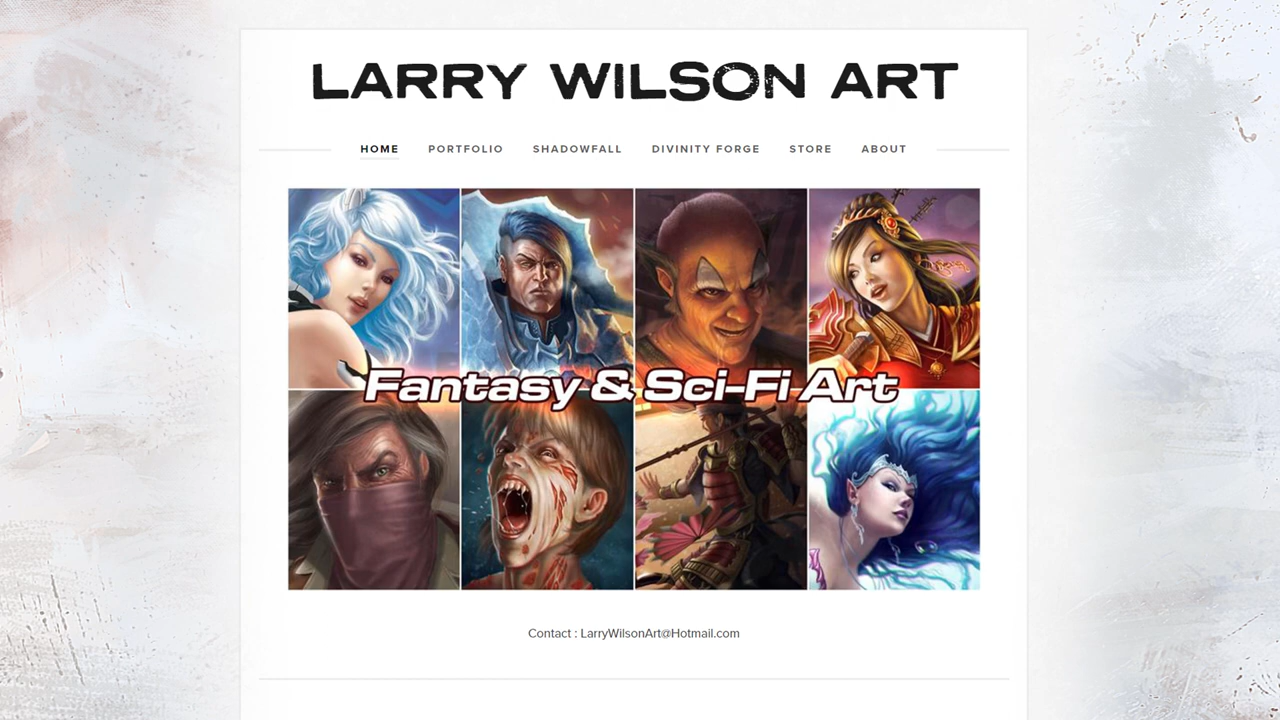 LARRY WILSON ART
HOME PORTFOLIO SHADOWFALL DIVINITY FORGE STORE ABOUT
Fantasy & Sci-Fi Art
Contact : LarryWilsonArt@Hotmail.com